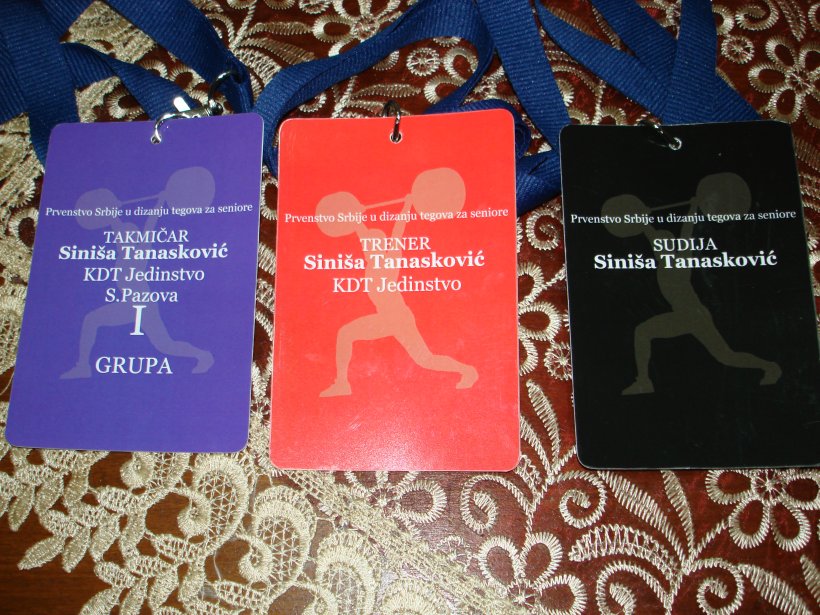 Prvenstvo Srbije u dizanju tegova za seniore
TAKMIČAR
Siniša Tanasković
KDT Jedinstvo
S.Pazova
I
GRUPA
Prvenstvo Srbije u dizanju tegova za seniore
TRENER
Siniša Tanasković
KDT Jedinstvo
Prvenstvo Srbije u dizanju tegova za seniore
SUDIJA
Siniša Tanasković